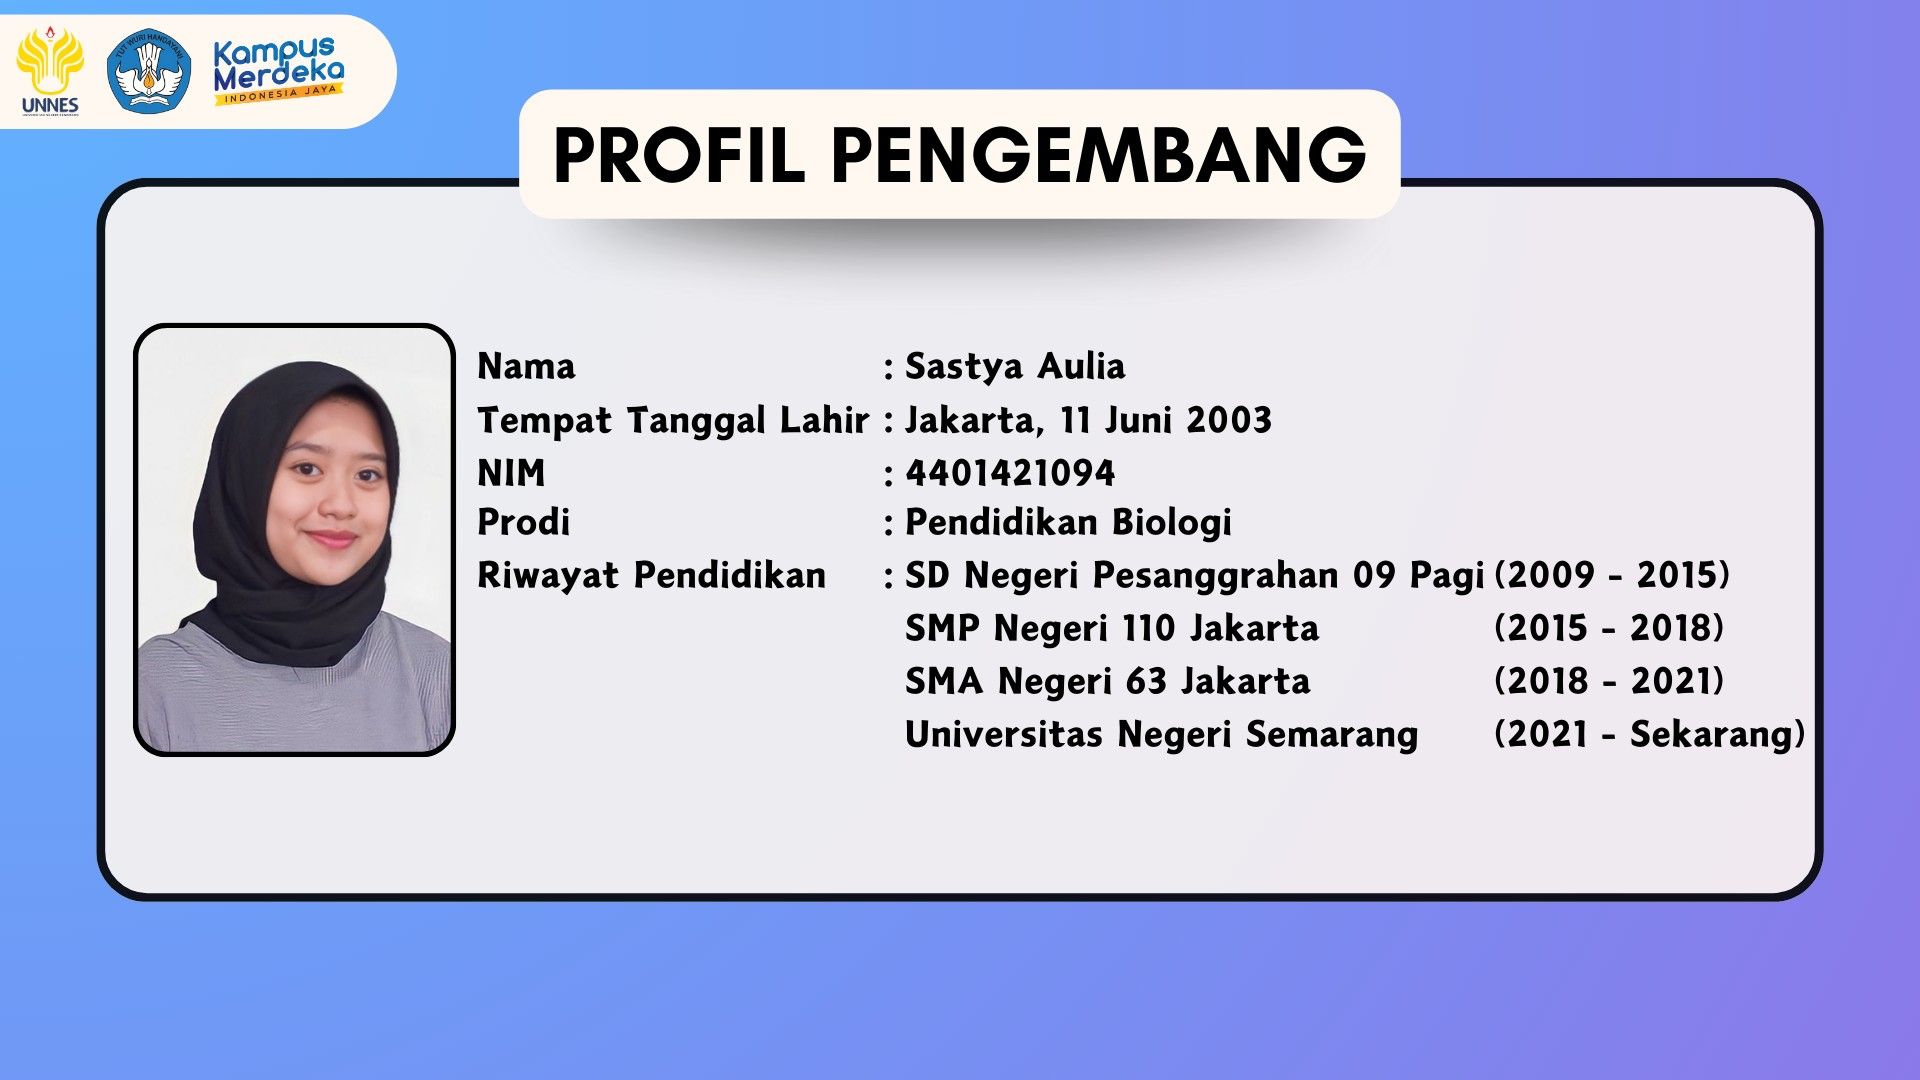 UNNES
TUT WURI HANDAYANI
Kampus
Merdeka
INDONESIA JAYA
PROFIL PENGEMBANG
Nama : Sastya Aulia
Tempat Tanggal Lahir : Jakarta, 11 Juni 2003
NIM : 4401421094
Prodi : Pendidikan Biologi
Riwayat Pendidikan : SD Negeri Pesanggrahan 09 Pagi (2009 - 2015)
SMP Negeri 110 Jakarta (2015 - 2018)
SMA Negeri 63 Jakarta (2018 - 2021)
Universitas Negeri Semarang (2021 - Sekarang)